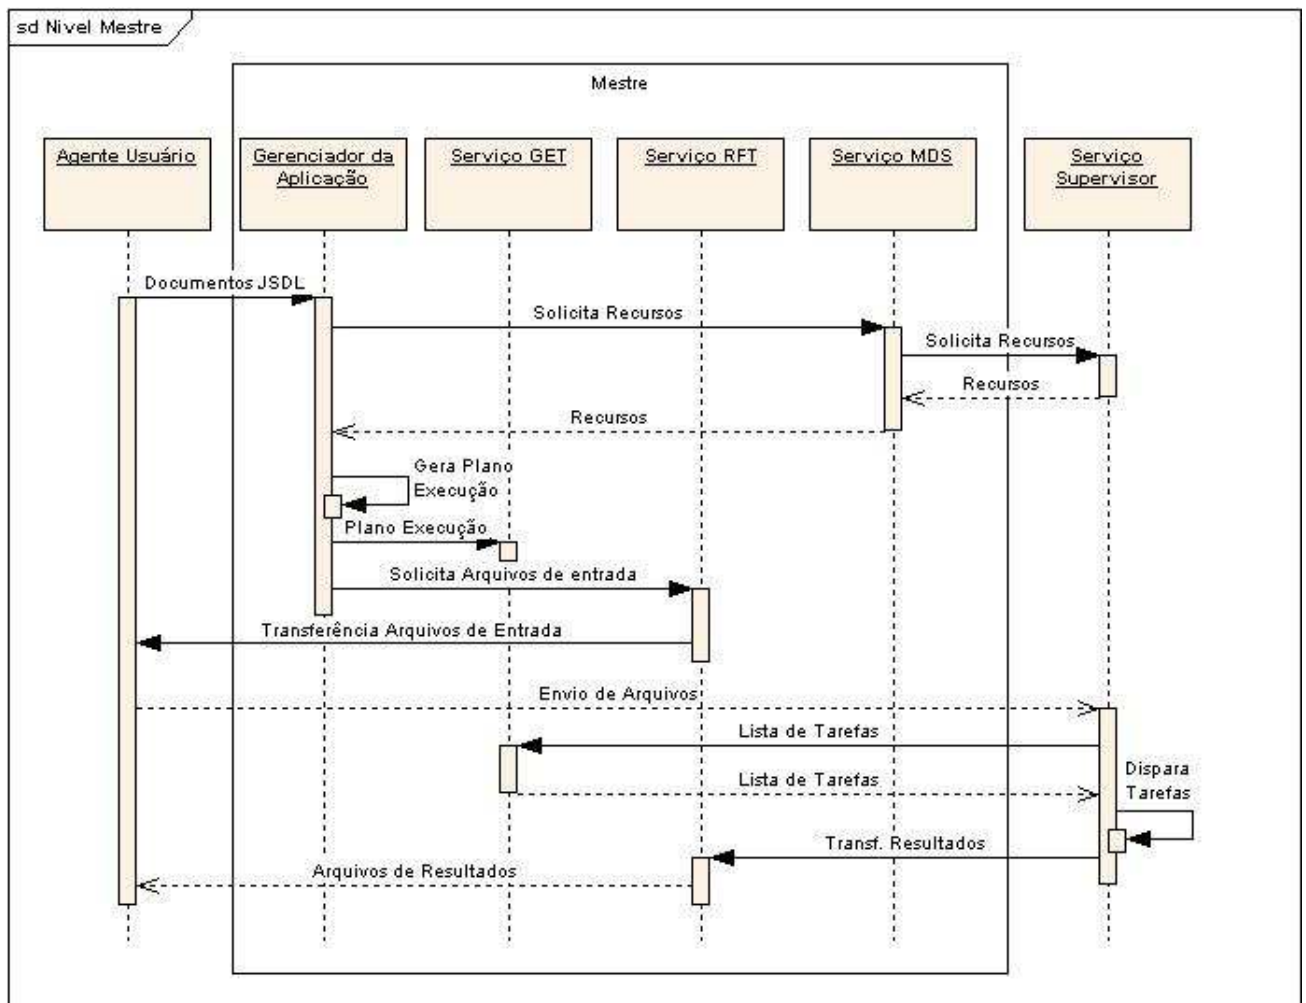 sd Nivel Mestre
Mestre
Agente Usuário
Gerenciador da
Aplicação
Serviço GET
Serviço RFT
Serviço MDS
Serviço
Supervisor
Documentos JSDL
Solicita Recursos
Solicita Recursos
Recursos
Recursos
Gera Plano
Execução
Plano Execução
Solicita Arquivos de entrada
Transferência Arquivos de Entrada
Envio de Arquivos
Lista de Tarefas
Lista de Tarefas
Dispara
Tarefas
Transf. Resultados
Arquivos de Resultados